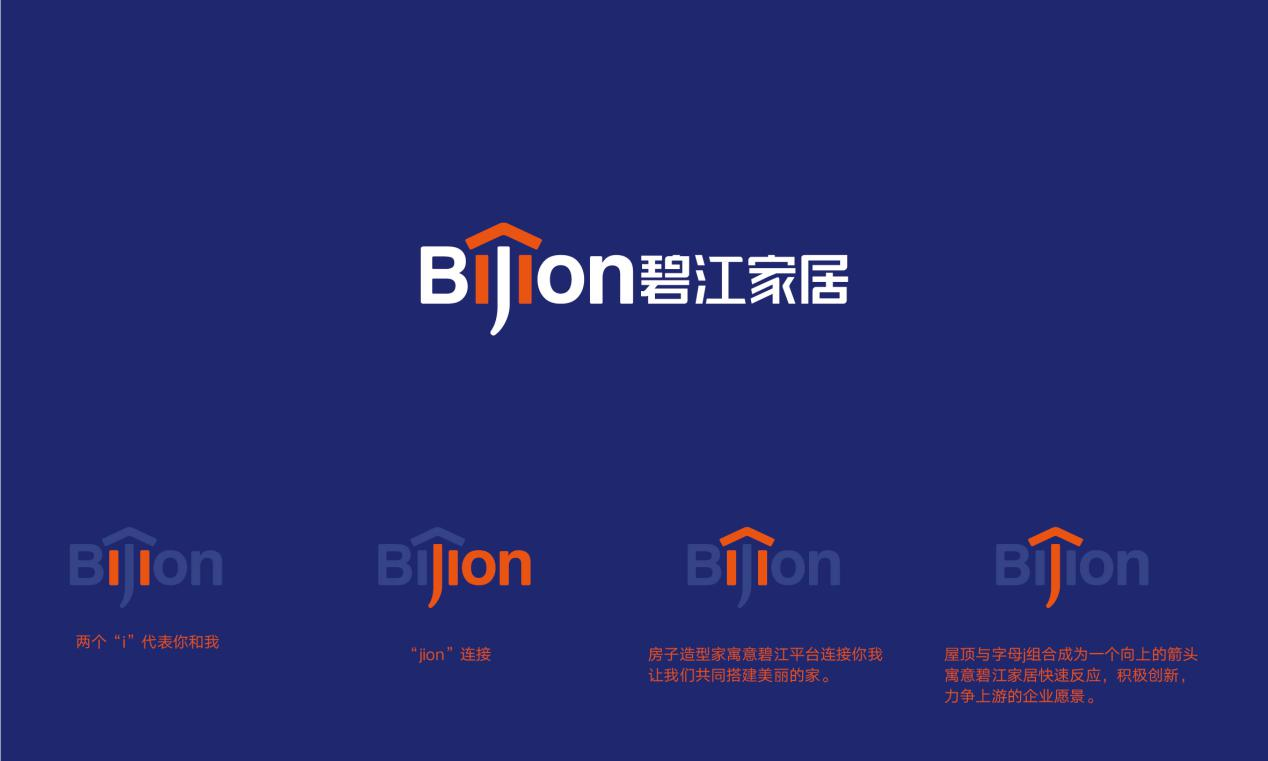 Bijion碧江家居
Bijion
Bijion
Bijion
Bijion
两个“i”代表你和我
“jion”连接
房子造型家寓意碧江平台连接你我
让我们共同搭建美丽的家。
屋顶与字母j组合成为一个向上的箭头
寓意碧江家居快速反应，积极创新，
力争上游的企业愿景。